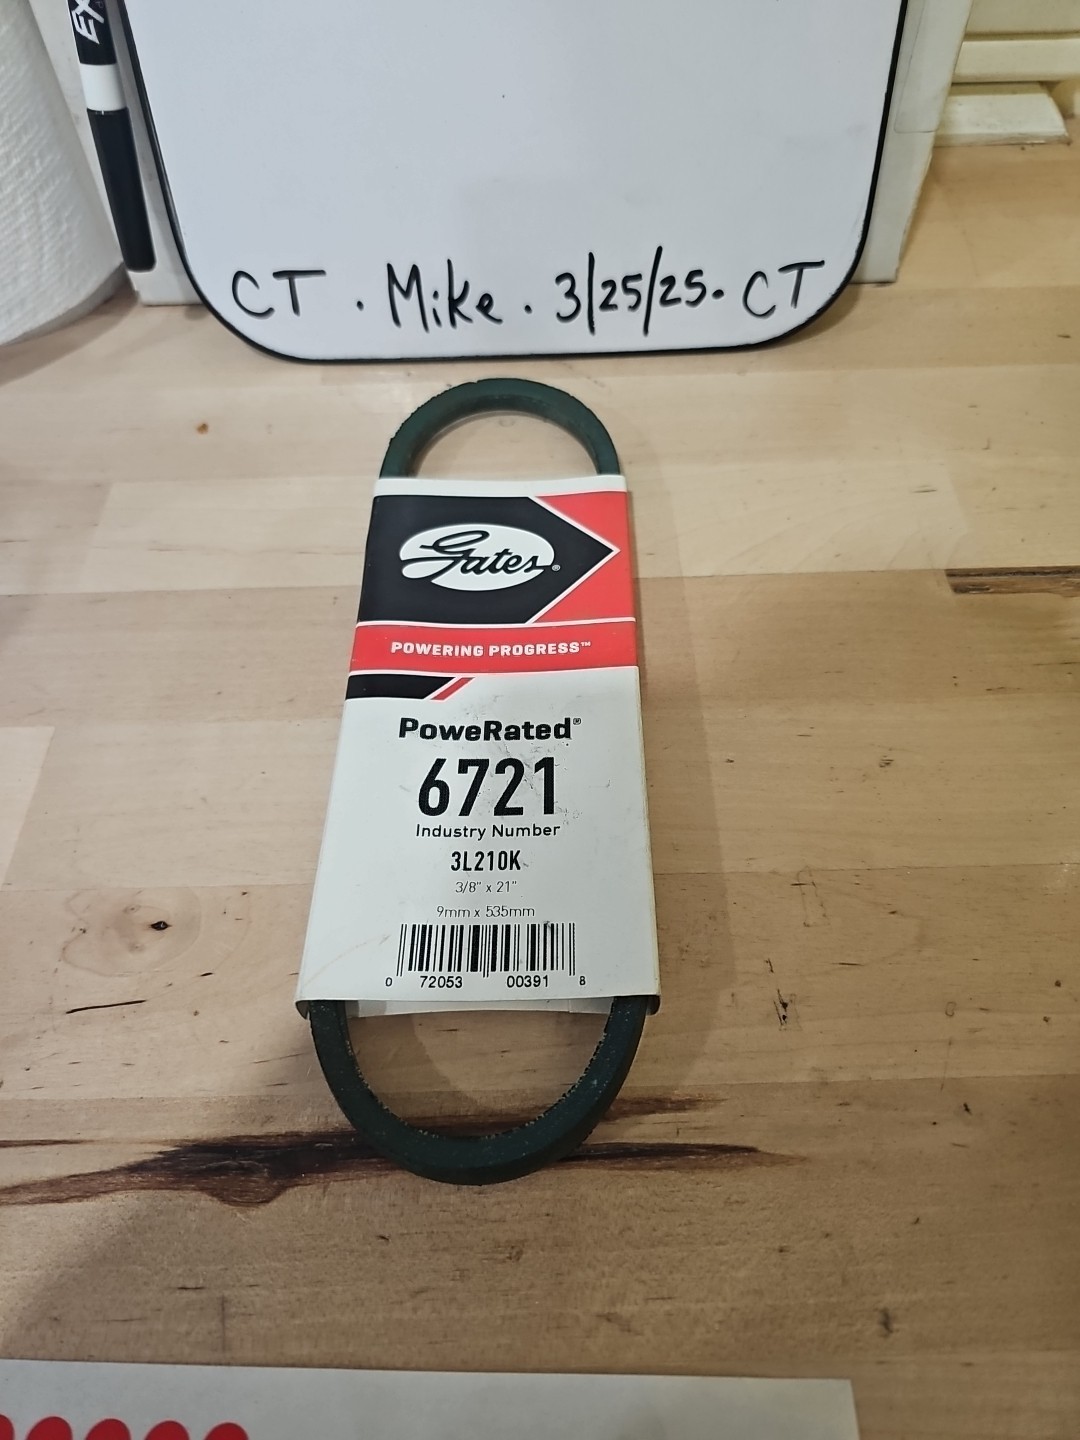 EX
CT . Mike . 3/25/25. CT
Gates®
POWERING PROGRESS™
PoweRated®
6721
Industry Number
3L210K
3/8" x 21"
9mm x 535mm
0 72053 00391 8